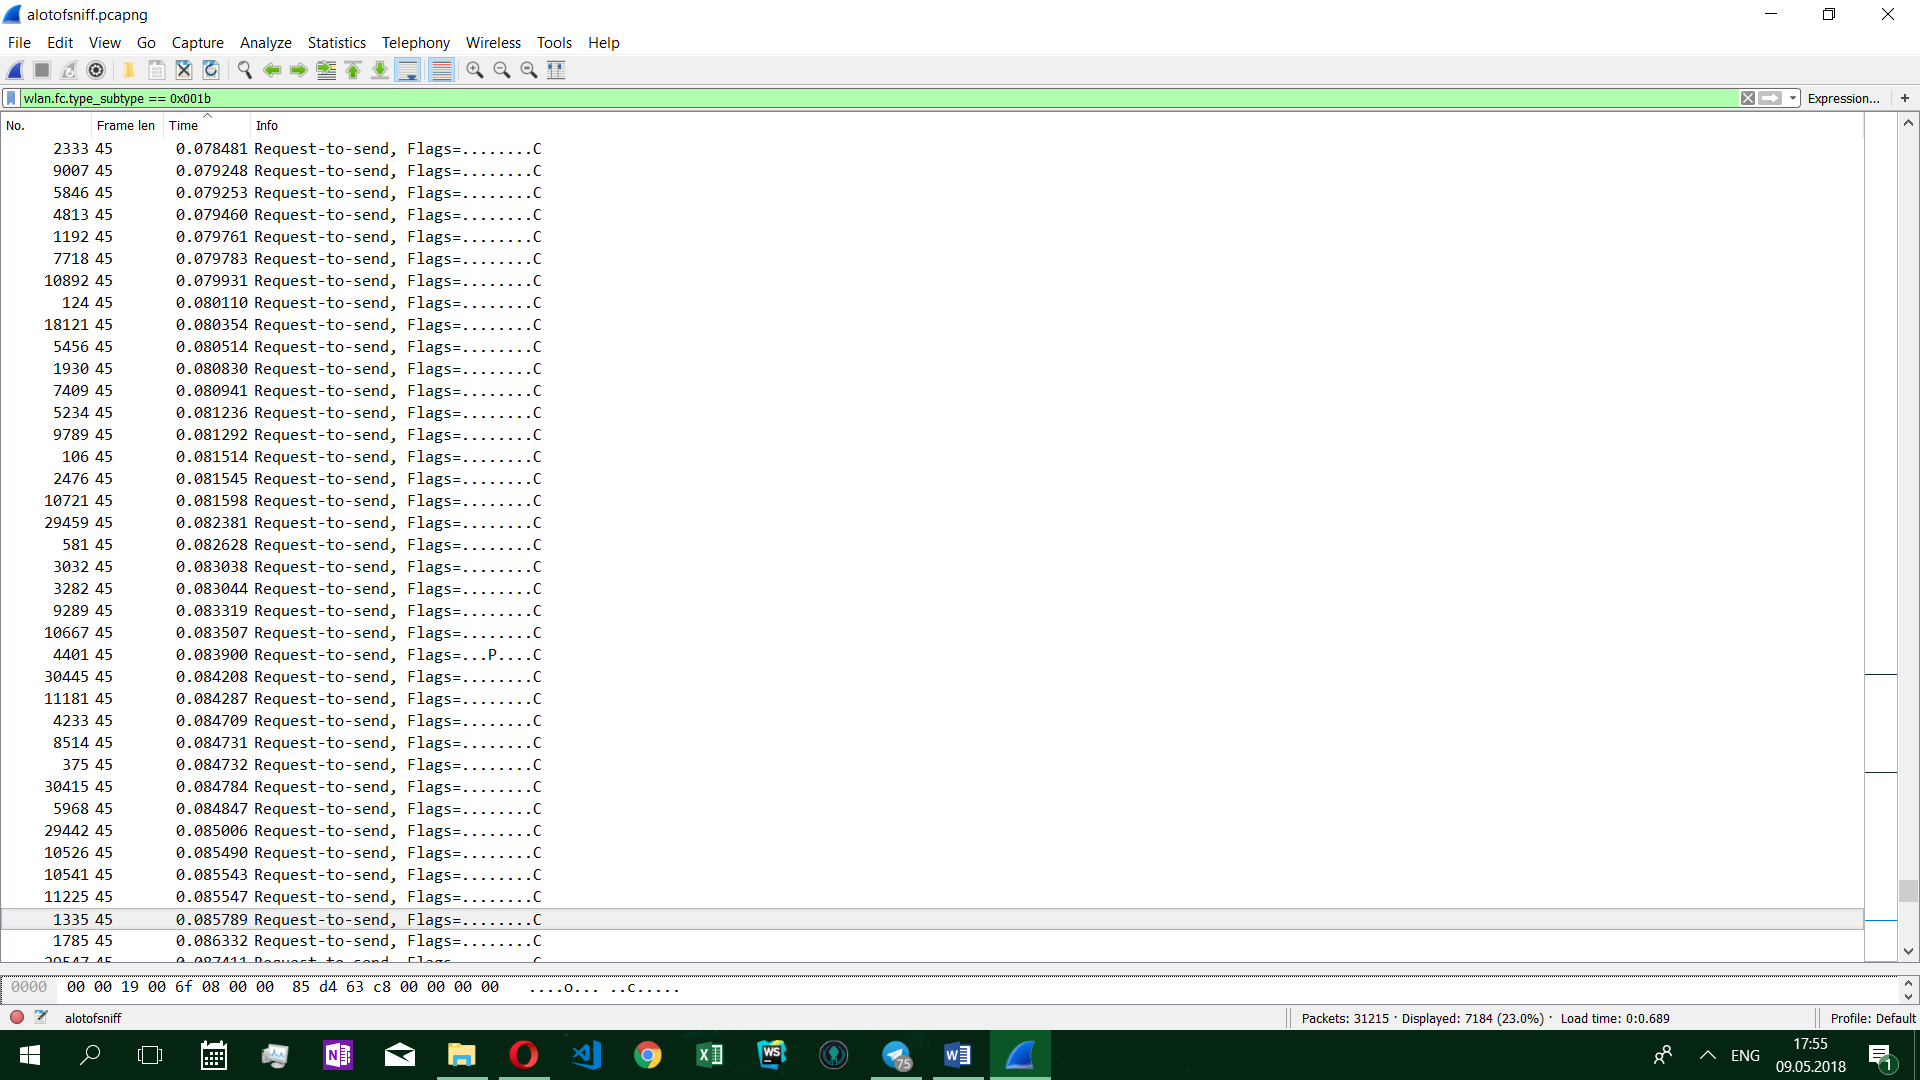 alotofsniff.pcapng
File Edit View Go Capture Analyze Statistics Telephony Wireless Tools Help
wlan.fc.type_subtype == 0x001b Expression... +
No. Frame len Time Info
2333 45 0.078481 Request-to-send, Flags=........C
9007 45 0.079248 Request-to-send, Flags=........C
5846 45 0.079253 Request-to-send, Flags=........C
4813 45 0.079460 Request-to-send, Flags=........C
1192 45 0.079761 Request-to-send, Flags=........C
7718 45 0.079783 Request-to-send, Flags=........C
10892 45 0.079931 Request-to-send, Flags=........C
124 45 0.080110 Request-to-send, Flags=........C
18121 45 0.080354 Request-to-send, Flags=........C
5456 45 0.080514 Request-to-send, Flags=........C
1930 45 0.080830 Request-to-send, Flags=........C
7409 45 0.080941 Request-to-send, Flags=........C
5234 45 0.081236 Request-to-send, Flags=........C
9789 45 0.081292 Request-to-send, Flags=........C
106 45 0.081514 Request-to-send, Flags=........C
2476 45 0.081545 Request-to-send, Flags=........C
10721 45 0.081598 Request-to-send, Flags=........C
29459 45 0.082381 Request-to-send, Flags=........C
581 45 0.082628 Request-to-send, Flags=........C
3032 45 0.083038 Request-to-send, Flags=........C
3282 45 0.083044 Request-to-send, Flags=........C
9289 45 0.083319 Request-to-send, Flags=........C
10667 45 0.083507 Request-to-send, Flags=........C
4401 45 0.083900 Request-to-send, Flags=...P....C
30445 45 0.084208 Request-to-send, Flags=........C
11181 45 0.084287 Request-to-send, Flags=........C
4233 45 0.084709 Request-to-send, Flags=........C
8514 45 0.084731 Request-to-send, Flags=........C
375 45 0.084732 Request-to-send, Flags=........C
30415 45 0.084784 Request-to-send, Flags=........C
5968 45 0.084847 Request-to-send, Flags=........C
29442 45 0.085006 Request-to-send, Flags=........C
10526 45 0.085490 Request-to-send, Flags=........C
10541 45 0.085543 Request-to-send, Flags=........C
11225 45 0.085547 Request-to-send, Flags=........C
1335 45 0.085789 Request-to-send, Flags=........C
1785 45 0.086332 Request-to-send, Flags=........C
29547 45 0.087411 Request-to-send, Flags=........C
0000 00 00 19 00 6f 08 00 00 85 d4 63 c8 00 00 00 00 ....o... ..c.....
alotofsniff Packets: 31215 · Displayed: 7184 (23.0%) · Load time: 0:0.689 Profile: Default
N
X
WS
75
W
ENG
17:55
09.05.2018
1